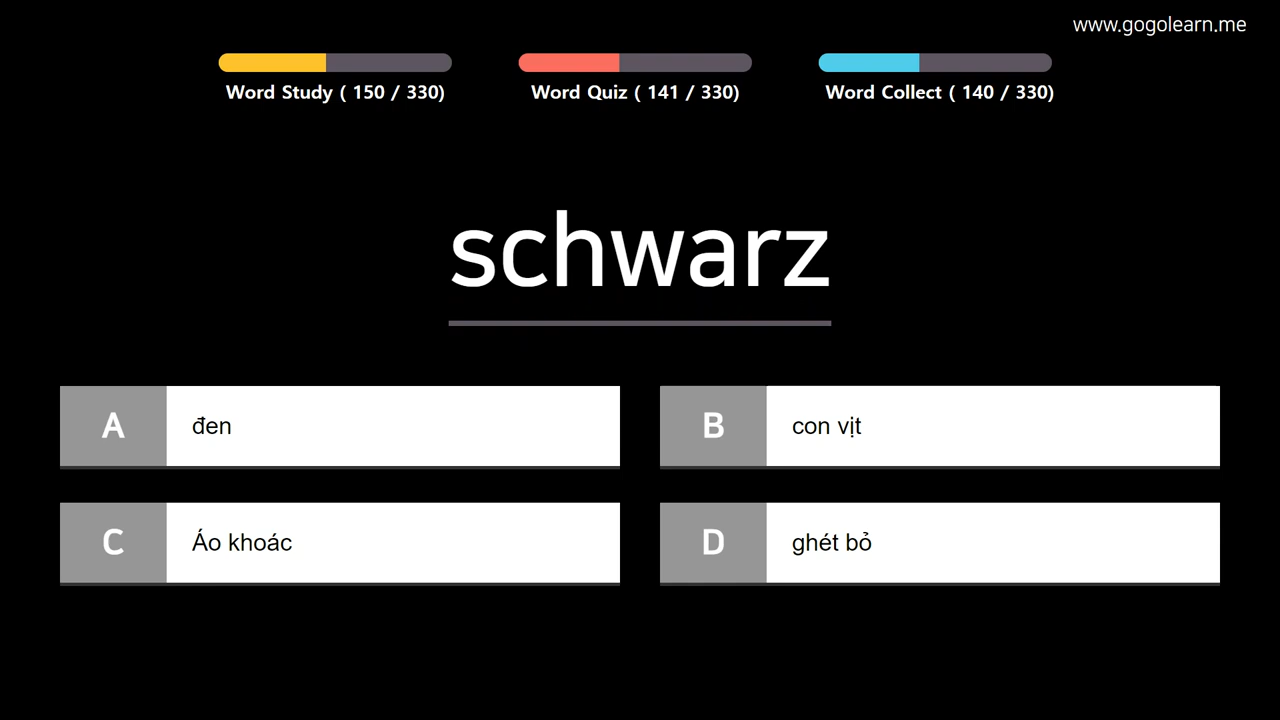 www.gogolearn.me
Word Study ( 150 / 330)
Word Quiz ( 141 / 330)
Word Collect ( 140 / 330)
schwarz
A đen
B con vịt
C Áo khoác
D ghét bỏ